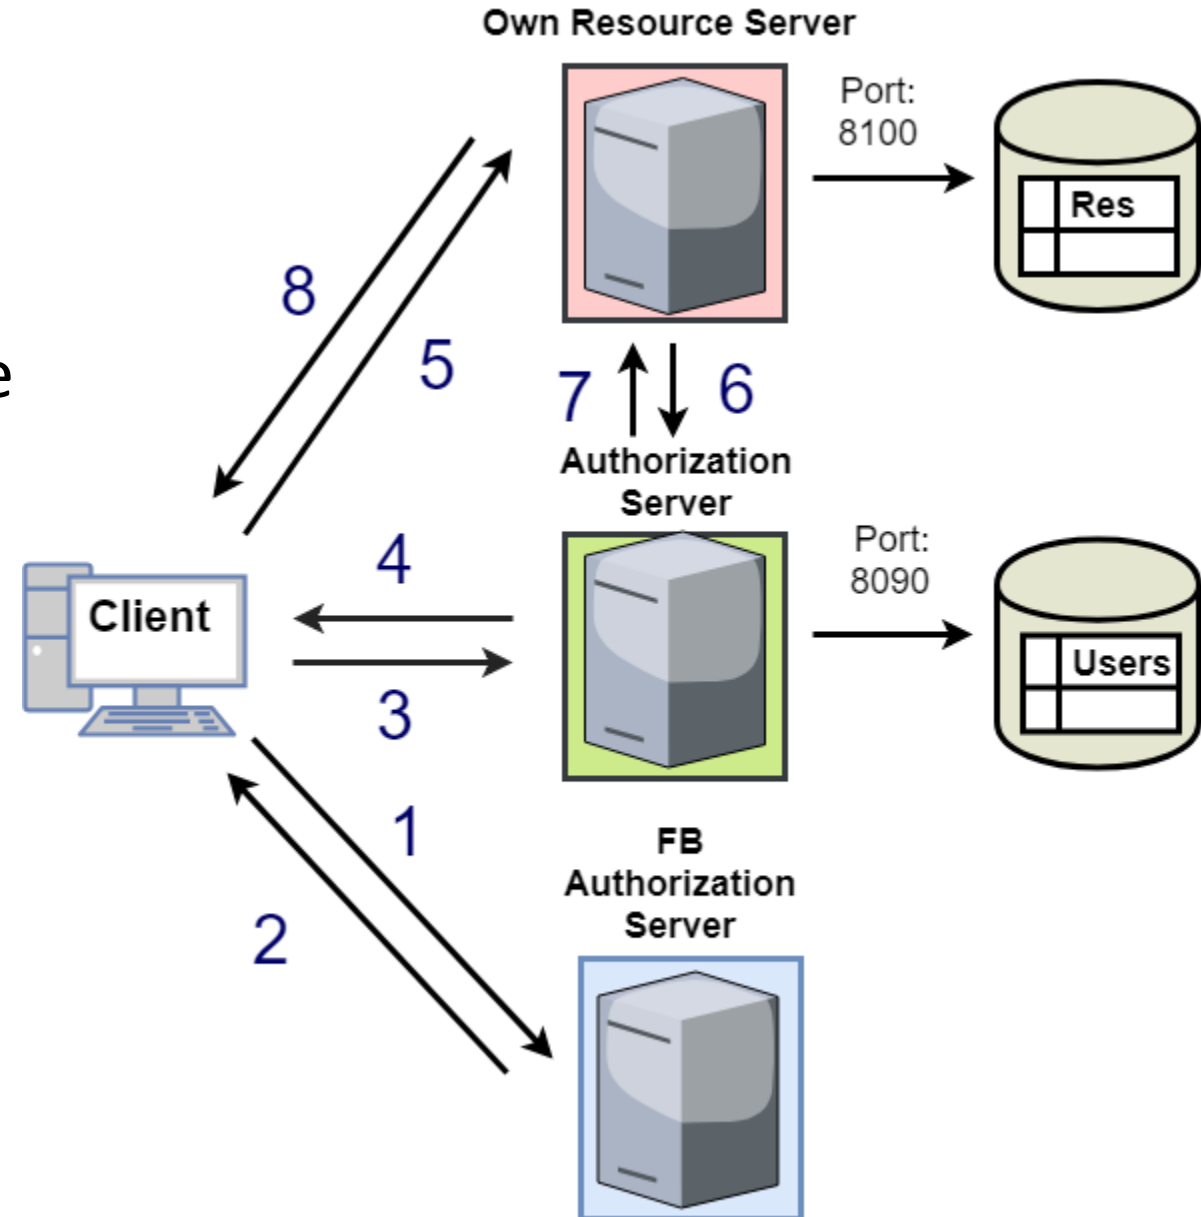 Own Resource Server
Port:
8100
Res
8
5
e
7
6
Authorization
Server
4
Port:
8090
Client
Users
3
1
FB
Authorization
Server
2